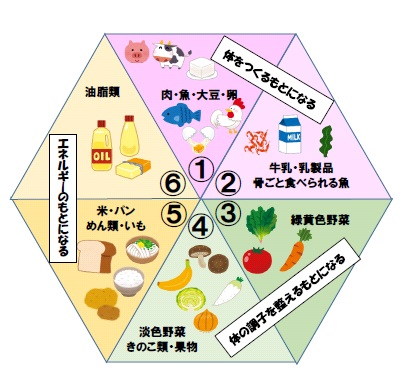 体をつくるもとになる
肉・魚・大豆・卵
①
MILK
牛乳・乳製品
骨ごと食べられる魚
②
緑黄色野菜
③
体の調子を整えるもとになる
④
淡色野菜
きのこ類・果物
⑤
米・パン
めん類・いも
エネルギーのもとになる
油脂類
OIL
⑥